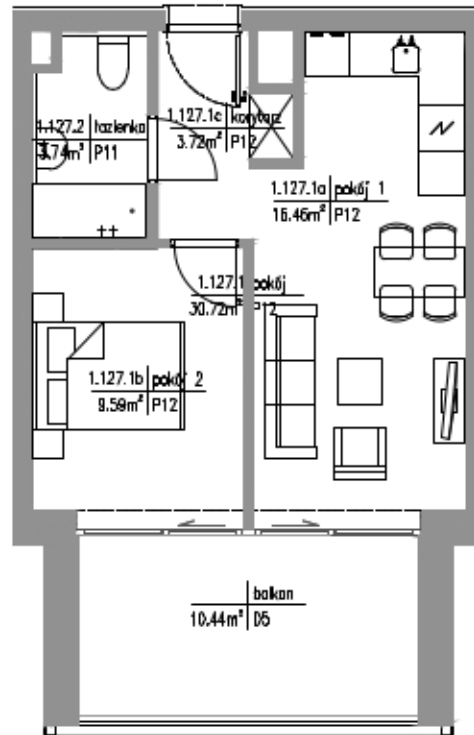 1.127.2 łazienka
3.74m² P11
1.127.1c korytarz
3.72m² P12
1.127.1a pokój 1
16.46m² P12
1.127.1 pokój
30.72m² P12
1.127.1b pokój 2
9.59m² P12
balkon
10.44m² D5